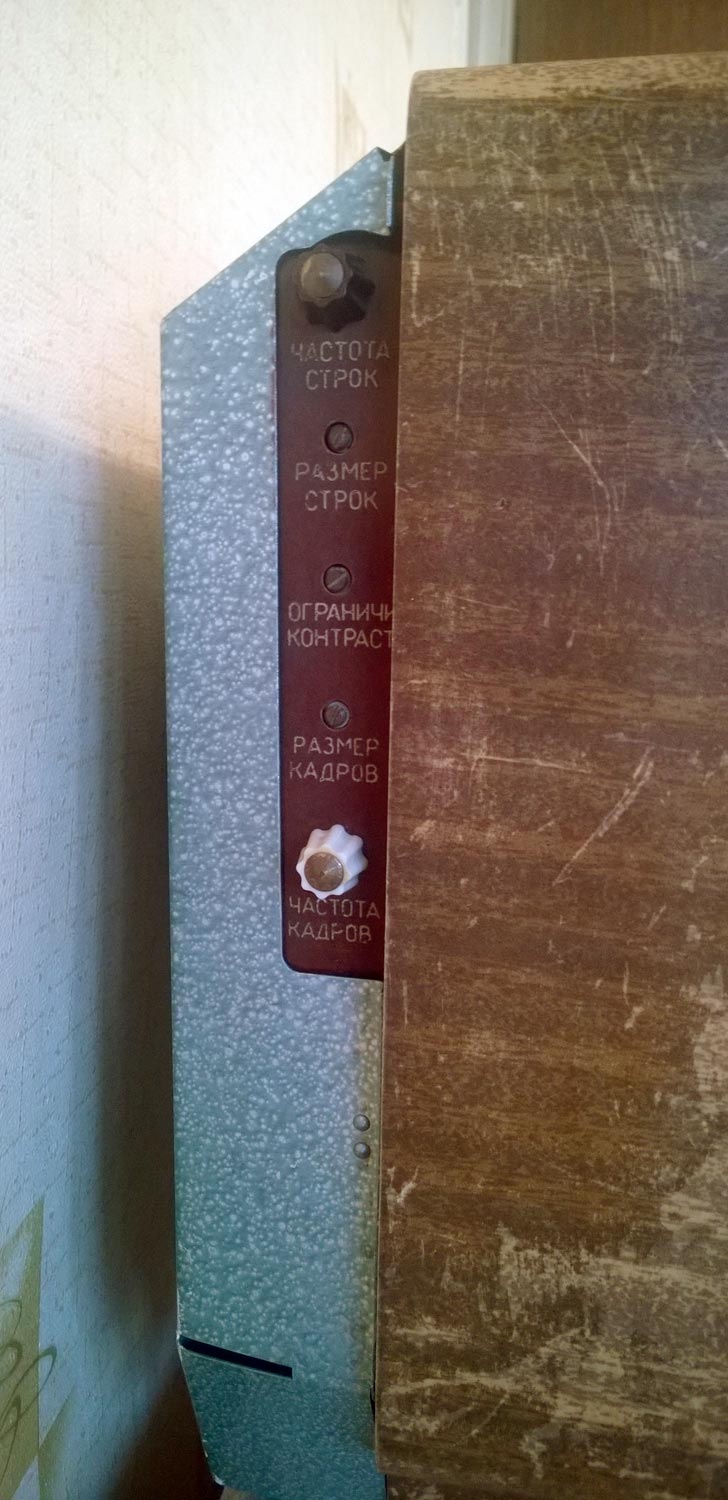 ЧАСТОТА
СТРОК
РАЗМЕР
СТРОК
ОГРАНИЧИ
КОНТРАСТ
РАЗМЕР
КАДРОВ
ЧАСТОТА
КАДРОВ